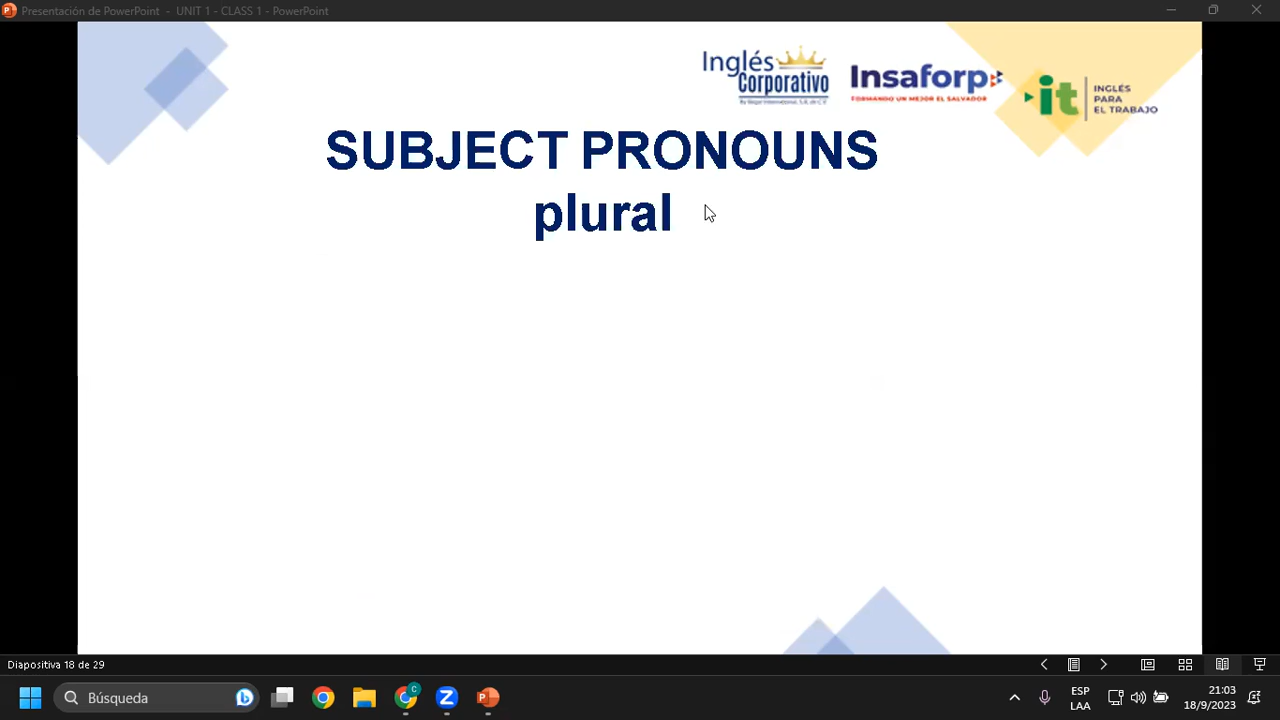 Presentación de PowerPoint - UNIT 1 - CLASS 1 - PowerPoint
Inglés
Corporativo
Insaforp
FORMANDO UN MEJOR EL SALVADOR
it
INGLÉS
PARA
EL TRABAJO
SUBJECT PRONOUNS
plural
Diapositiva 18 de 29
Búsqueda
ESP
LAA
21:03
18/9/2023